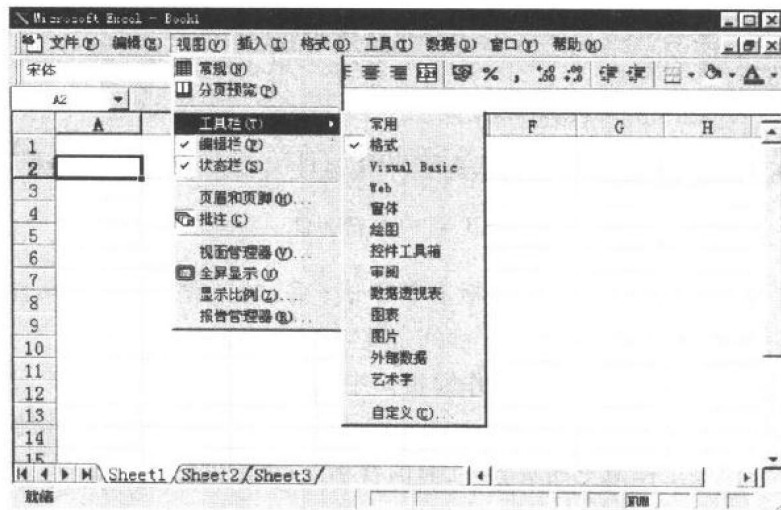 Microsoft Excel - Book1
文件(F) 编辑(E) 视图(V) 插入(I) 格式(O) 工具(T) 数据(D) 窗口(W) 帮助(H)
宋体
% ,
A2
常规(N)
分页预览(P)
工具栏(T)
编辑栏(F)
状态栏(S)
页眉和页脚(H)...
批注(C)
视面管理器(V)...
全屏显示(U)
显示比例(Z)...
报告管理器(R)...
常用
格式
Visual Basic
Web
窗体
绘图
控件工具箱
审阅
数据透视表
图表
图片
外部数据
艺术字
自定义(C)...
A F G H
1
2
3
4
5
6
7
8
9
10
11
12
13
14
15
Sheet1 Sheet2 Sheet3
就绪 NUM